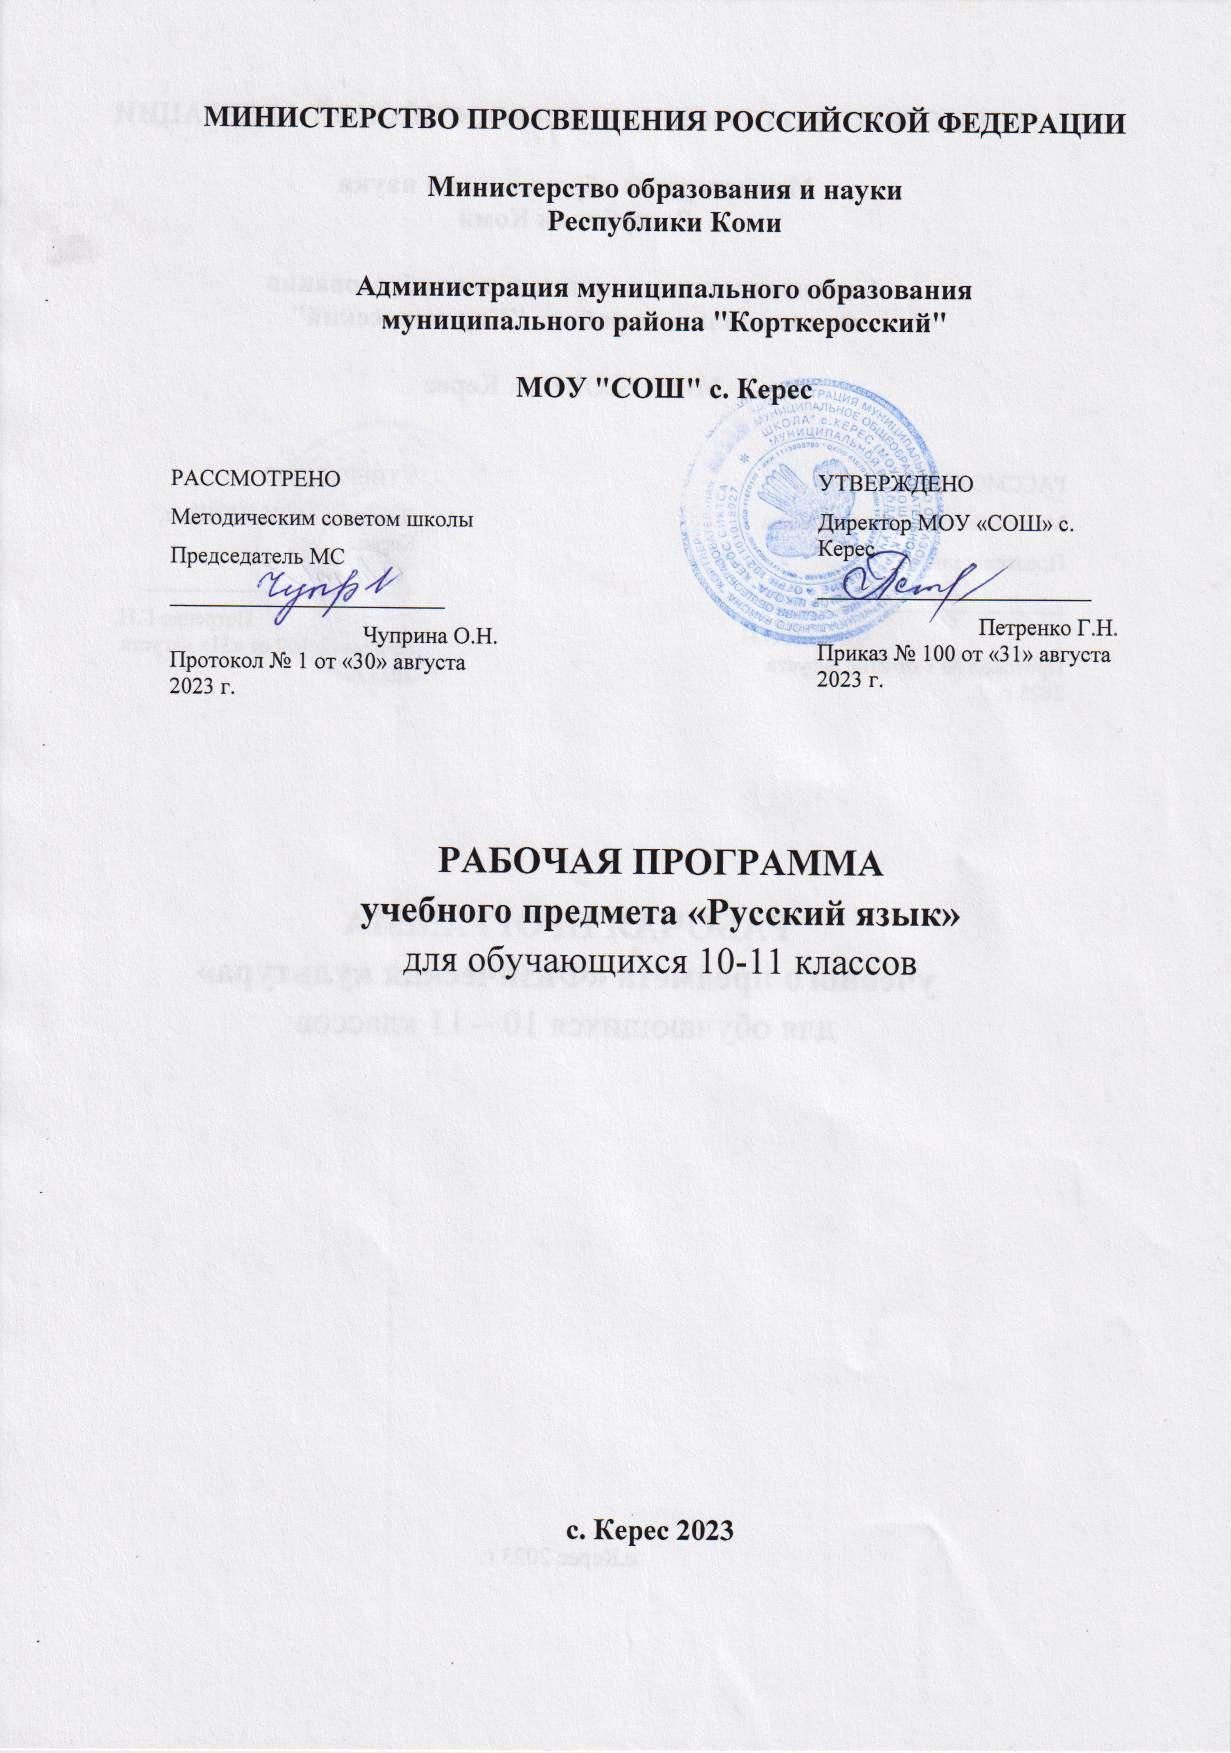 МИНИСТЕРСТВО ПРОСВЕЩЕНИЯ РОССИЙСКОЙ ФЕДЕРАЦИИ
Министерство образования и науки
Республики Коми
Администрация муниципального образования
муниципального района "Корткеросский"
МОУ "СОШ" с. Керес
РАССМОТРЕНО
Методическим советом школы
Председатель МС
Чупр
Чуприна О.Н.
Протокол № 1 от «30» августа
2023 г.
УТВЕРЖДЕНО
Директор МОУ «СОШ» с.
Керес
Петренко Г.Н.
Приказ № 100 от «31» августа
2023 г.
РАБОЧАЯ ПРОГРАММА
учебного предмета «Русский язык»
для обучающихся 10-11 классов
с. Керес 2023